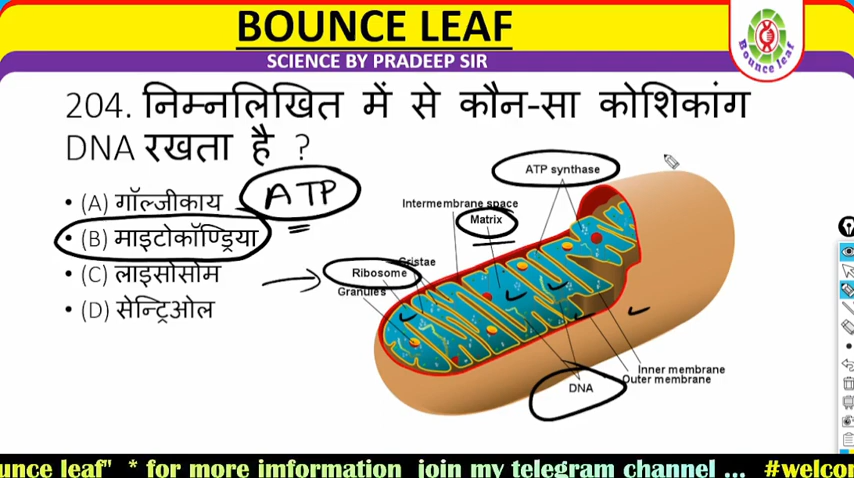 BOUNCE LEAF
SCIENCE BY PRADEEP SIR
Bounce leaf
204. निम्नलिखित में से कौन-सा कोशिकांग
DNA रखता है ?
• (A) गॉल्जीकाय
ATP
• (B) माइटोकॉण्ड्रिया
• (C) लाइसोसोम
• (D) सेन्ट्रिओल
ATP synthase
Intermembrane space
Matrix
Cristae
Ribosome
Granules
Inner membrane
Outer membrane
DNA
ounce leaf" * for more imformation join my telegram channel ... #welcor